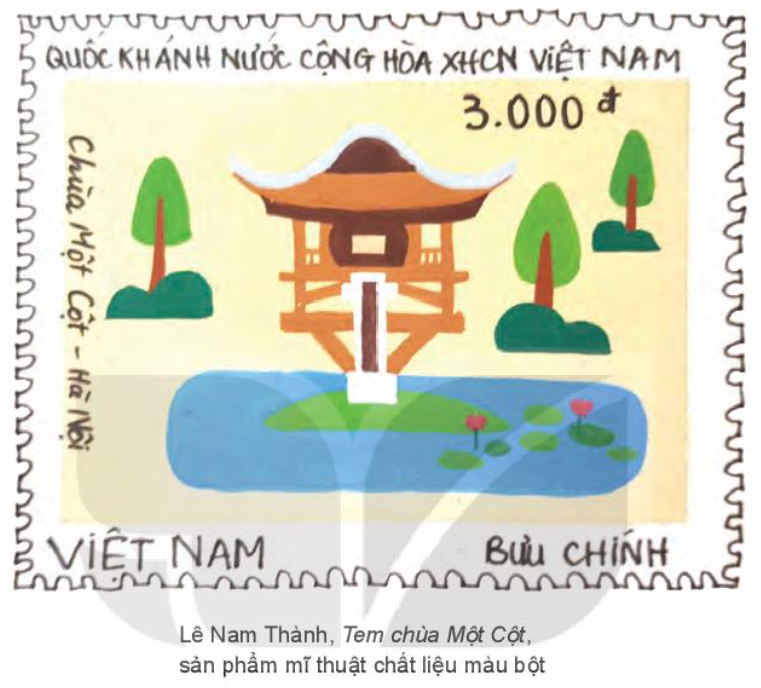 QUỐC KHÁNH NƯỚC CỘNG HÒA XHCN VIỆT NAM
3.000 đ
Chùa Một Cột - Hà Nội
VIỆT NAM
BƯU CHÍNH
Lê Nam Thành, Tem chùa Một Cột,
sản phẩm mĩ thuật chất liệu màu bột